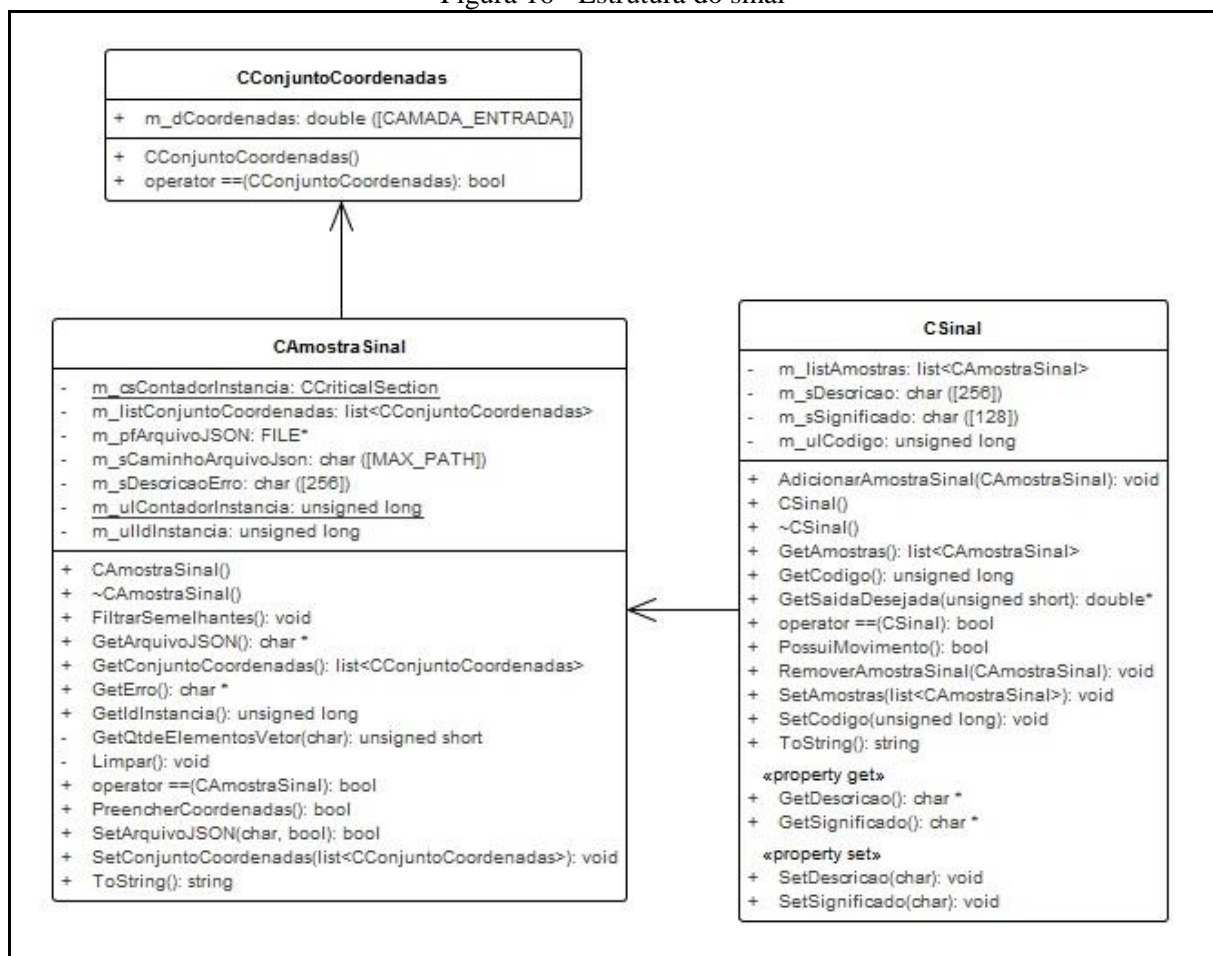 Figura 16 - Estrutura do sinal
CConjuntoCoordenadas
+ m_dCoordenadas: double ([CAMADA_ENTRADA])
+ CConjuntoCoordenadas()
+ operator ==(CConjuntoCoordenadas): bool
CAmostraSinal
- m_csContadorInstancia: CCriticalSection
- m_listConjuntoCoordenadas: list<CConjuntoCoordenadas>
- m_pfArquivoJSON: FILE*
- m_sCaminhoArquivoJson: char ([MAX_PATH])
- m_sDescricaoErro: char ([256])
- m_ulContadorInstancia: unsigned long
- m_ulIdInstancia: unsigned long
+ CAmostraSinal()
+ ~CAmostraSinal()
+ FiltrarSemelhantes(): void
+ GetArquivoJSON(): char *
+ GetConjuntoCoordenadas(): list<CConjuntoCoordenadas>
+ GetErro(): char *
+ GetIdInstancia(): unsigned long
- GetQtdeElementosVetor(char): unsigned short
- Limpar(): void
+ operator ==(CAmostraSinal): bool
+ PreencherCoordenadas(): bool
+ SetArquivoJSON(char, bool): bool
+ SetConjuntoCoordenadas(list<CConjuntoCoordenadas>): void
+ ToString(): string
CSinal
- m_listAmostras: list<CAmostraSinal>
- m_sDescricao: char ([256])
- m_sSignificado: char ([128])
- m_ulCodigo: unsigned long
+ AdicionarAmostraSinal(CAmostraSinal): void
+ CSinal()
+ ~CSinal()
+ GetAmostras(): list<CAmostraSinal>
+ GetCodigo(): unsigned long
+ GetSaidaDesejada(unsigned short): double*
+ operator ==(CSinal): bool
+ PossuiMovimento(): bool
+ RemoverAmostraSinal(CAmostraSinal): void
+ SetAmostras(list<CAmostraSinal>): void
+ SetCodigo(unsigned long): void
+ ToString(): string
«property get»
+ GetDescricao(): char *
+ GetSignificado(): char *
«property set»
+ SetDescricao(char): void
+ SetSignificado(char): void